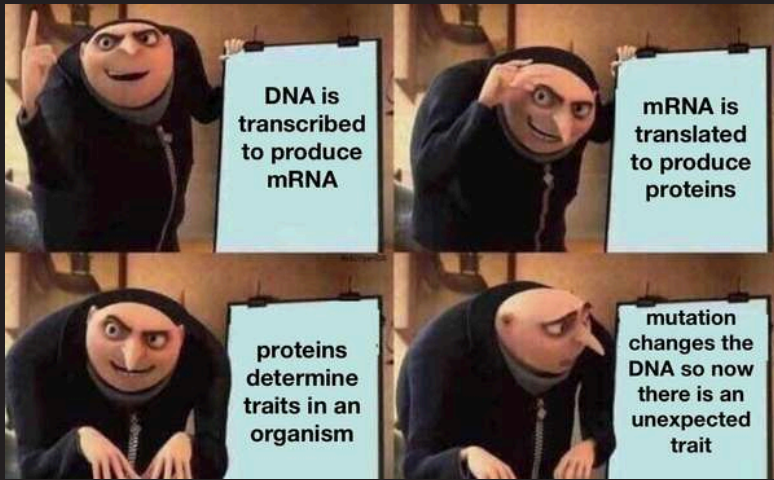 DNA is
transcribed
to produce
mRNA
mRNA is
translated
to produce
proteins
proteins
determine
traits in an
organism
mutation
changes the
DNA so now
there is an
unexpected
trait